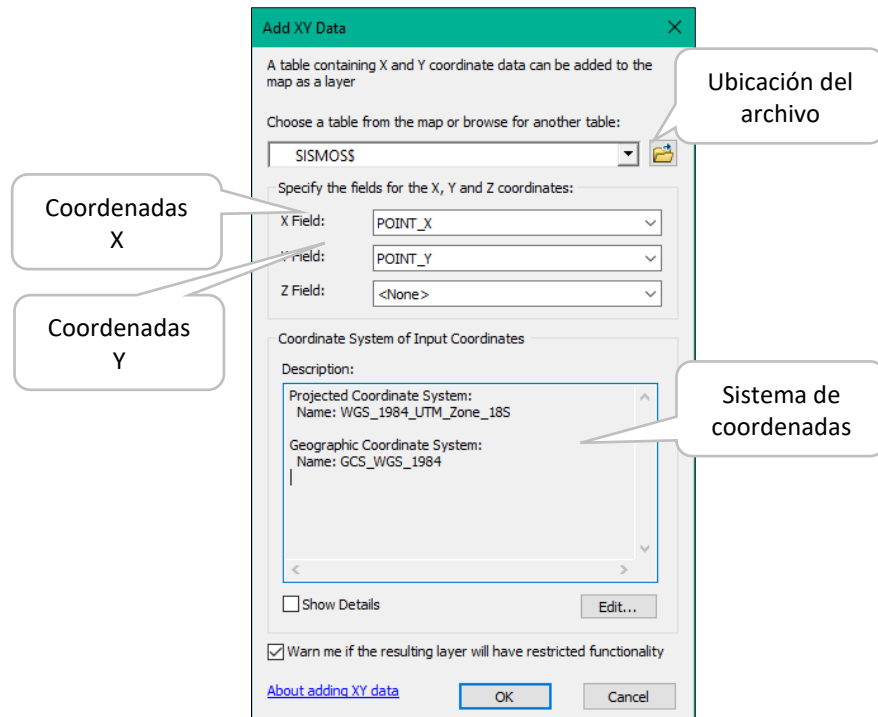 Add XY Data
A table containing X and Y coordinate data can be added to the
map as a layer
Ubicación del
archivo
Choose a table from the map or browse for another table:
SISMOS$
Specify the fields for the X, Y and Z coordinates:
Coordenadas
X
X Field:
POINT_X
Field:
POINT_Y
Z Field:
<None>
Coordenadas
Y
Coordinate System of Input Coordinates
Description:
Projected Coordinate System:
Name: WGS_1984_UTM_Zone_18S
Geographic Coordinate System:
Name: GCS_WGS_1984
Sistema de
coordenadas
Show Details
Edit...
Warn me if the resulting layer will have restricted functionality
About adding XY data
OK
Cancel